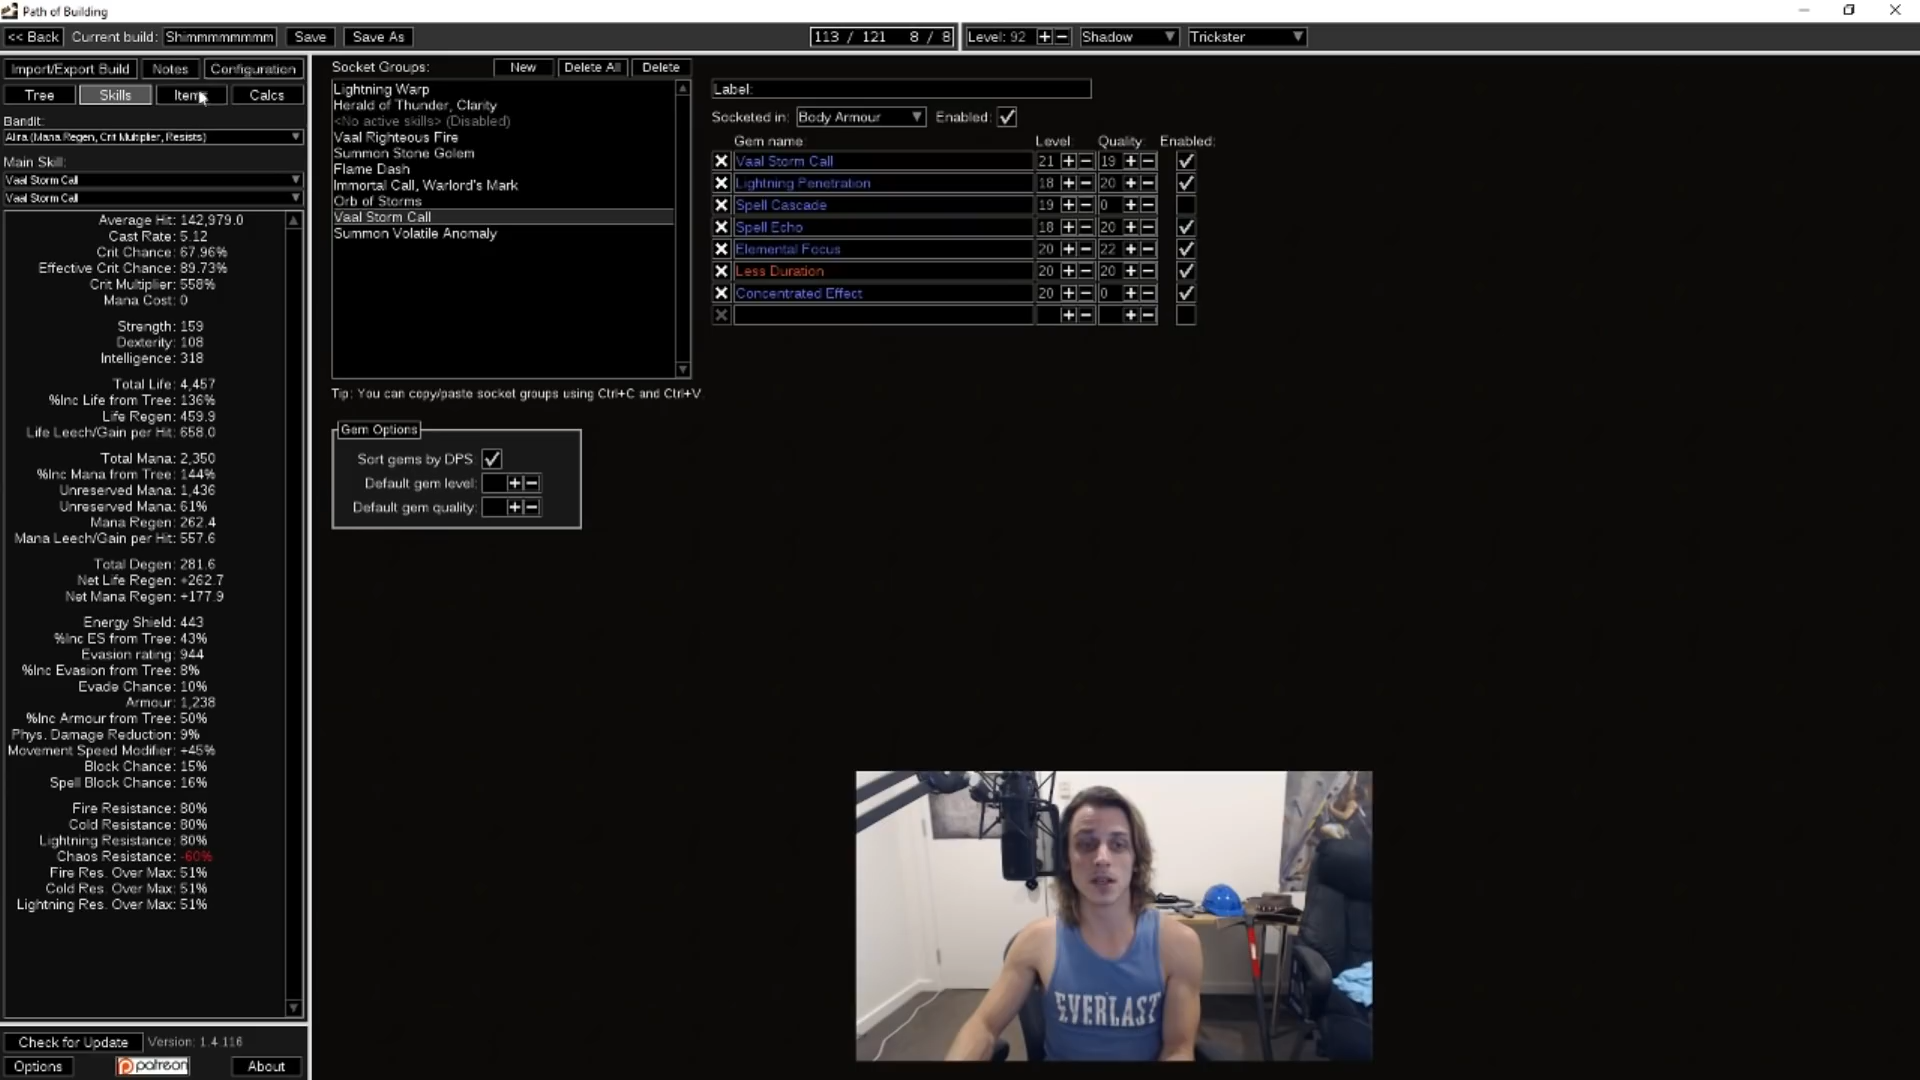 Path of Building
<< Back Current build: Shimmmmmmmm Save Save As 113 / 121 8 / 8 Level: 92 + − Shadow Trickster
Import/Export Build Notes Configuration
Tree Skills Items Calcs
Bandit:
Alira (Mana Regen, Crit Multiplier, Resists)
Main Skill:
Vaal Storm Call
Vaal Storm Call
Average Hit: 142,979.0
Cast Rate: 5.12
Crit Chance: 67.96%
Effective Crit Chance: 89.73%
Crit Multiplier: 558%
Mana Cost: 0
Strength: 159
Dexterity: 108
Intelligence: 318
Total Life: 4,457
%Inc Life from Tree: 136%
Life Regen: 459.9
Life Leech/Gain per Hit: 658.0
Total Mana: 2,350
%Inc Mana from Tree: 144%
Unreserved Mana: 1,436
Unreserved Mana: 61%
Mana Regen: 262.4
Mana Leech/Gain per Hit: 557.6
Total Degen: 281.6
Net Life Regen: +262.7
Net Mana Regen: +177.9
Energy Shield: 443
%Inc ES from Tree: 43%
Evasion rating: 944
%Inc Evasion from Tree: 8%
Evade Chance: 10%
Armour: 1,238
%Inc Armour from Tree: 50%
Phys. Damage Reduction: 9%
Movement Speed Modifier: +45%
Block Chance: 15%
Spell Block Chance: 16%
Fire Resistance: 80%
Cold Resistance: 80%
Lightning Resistance: 80%
Chaos Resistance: -60%
Fire Res. Over Max: 51%
Cold Res. Over Max: 51%
Lightning Res. Over Max: 51%
Check for Update Version: 1.4.116
Options patreon About
Socket Groups: New Delete All Delete
Lightning Warp
Herald of Thunder, Clarity
<No active skills> (Disabled)
Vaal Righteous Fire
Summon Stone Golem
Flame Dash
Immortal Call, Warlord's Mark
Orb of Storms
Vaal Storm Call
Summon Volatile Anomaly
Tip: You can copy/paste socket groups using Ctrl+C and Ctrl+V.
Gem Options
Sort gems by DPS
Default gem level: + −
Default gem quality: + −
Label:
Socketed in: Body Armour Enabled:
Gem name: Level: Quality: Enabled:
Vaal Storm Call 21 + − 19 + −
Lightning Penetration 18 + − 20 + −
Spell Cascade 19 + − 0 + −
Spell Echo 18 + − 20 + −
Elemental Focus 20 + − 22 + −
Less Duration 20 + − 20 + −
Concentrated Effect 20 + − 0 + −
+ − + −
EVERLAST